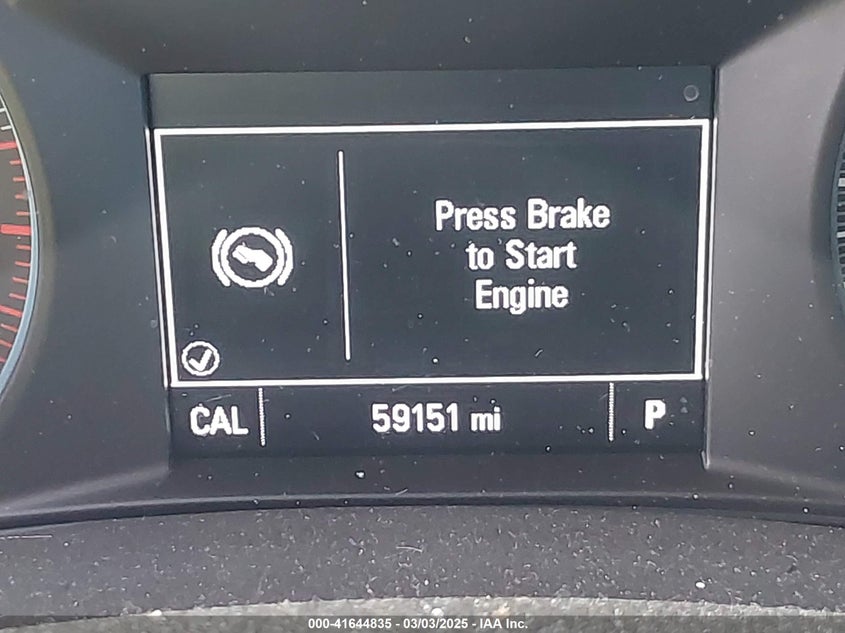 Press Brake
to Start
Engine
CAL 59151 mi P
000-41644835 - 03/03/2025 - IAA Inc.